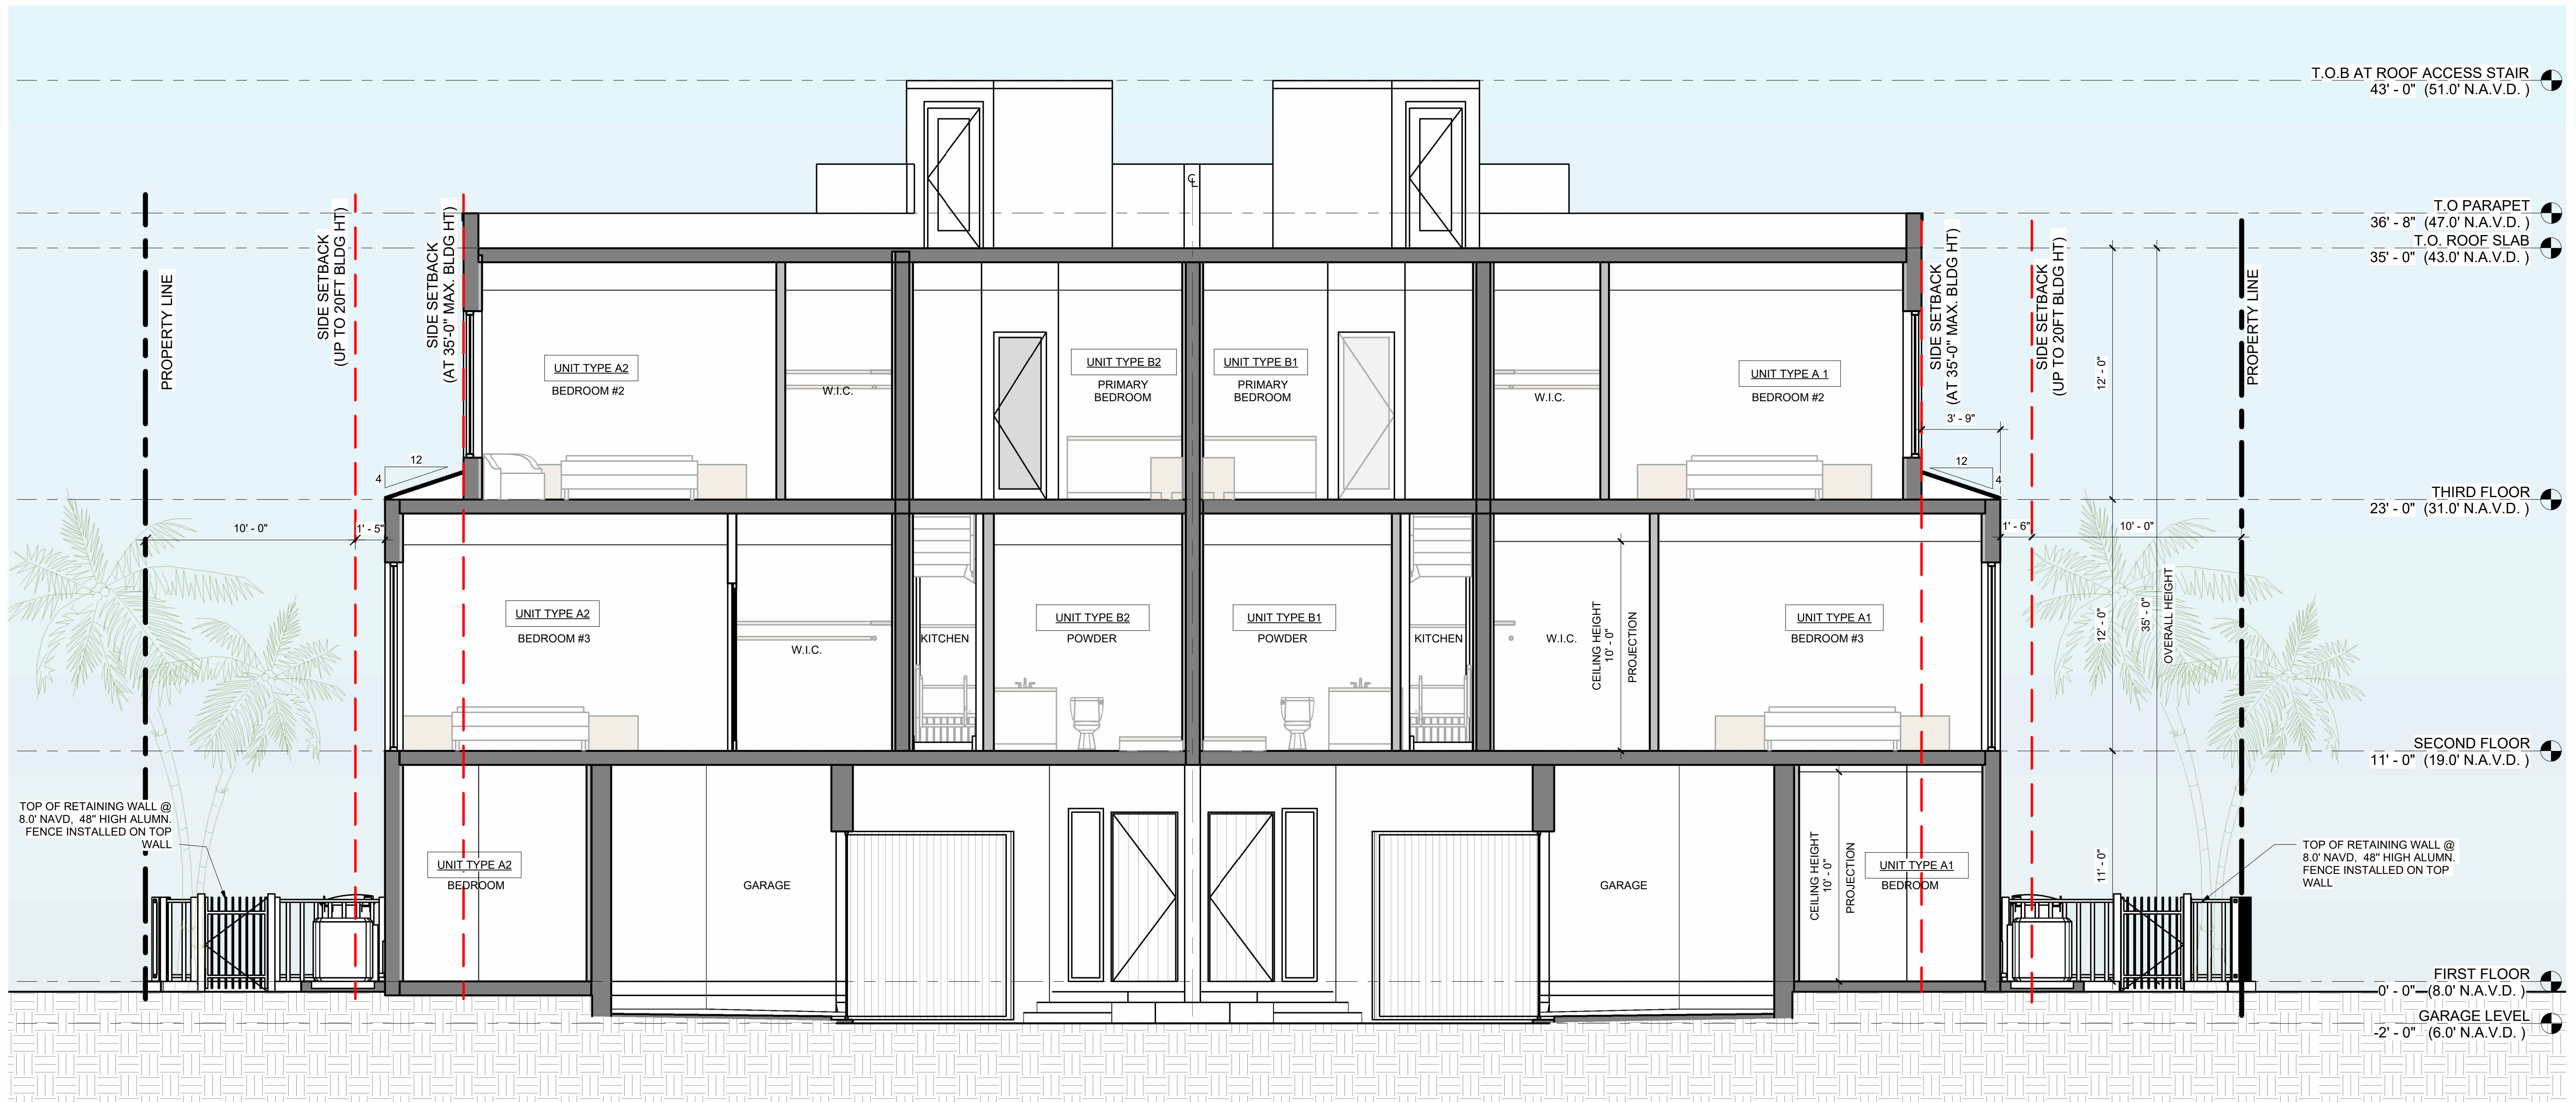 T.O.B AT ROOF ACCESS STAIR
43' - 0" (51.0' N.A.V.D. )
T.O PARAPET
36' - 8" (47.0' N.A.V.D. )
T.O. ROOF SLAB
35' - 0" (43.0' N.A.V.D. )
THIRD FLOOR
23' - 0" (31.0' N.A.V.D. )
SECOND FLOOR
11' - 0" (19.0' N.A.V.D. )
FIRST FLOOR
0' - 0" (8.0' N.A.V.D. )
GARAGE LEVEL
-2' - 0" (6.0' N.A.V.D. )
PROPERTY LINE
SIDE SETBACK
(UP TO 20FT BLDG HT)
SIDE SETBACK
(AT 35'-0" MAX. BLDG HT)
CL
SIDE SETBACK
(AT 35'-0" MAX. BLDG HT)
SIDE SETBACK
(UP TO 20FT BLDG HT)
PROPERTY LINE
UNIT TYPE A2
BEDROOM #2
W.I.C.
UNIT TYPE B2
PRIMARY
BEDROOM
UNIT TYPE B1
PRIMARY
BEDROOM
W.I.C.
UNIT TYPE A 1
BEDROOM #2
12
4
3' - 9"
12
4
12' - 0"
10' - 0"
1' - 5"
1' - 6"
10' - 0"
UNIT TYPE A2
BEDROOM #3
W.I.C.
KITCHEN
UNIT TYPE B2
POWDER
UNIT TYPE B1
POWDER
KITCHEN
W.I.C.
CEILING HEIGHT
10' - 0"
PROJECTION
UNIT TYPE A1
BEDROOM #3
12' - 0"
35' - 0"
OVERALL HEIGHT
TOP OF RETAINING WALL @
8.0' NAVD, 48" HIGH ALUMN.
FENCE INSTALLED ON TOP
WALL
UNIT TYPE A2
BEDROOM
GARAGE
GARAGE
CEILING HEIGHT
10' - 0"
PROJECTION
UNIT TYPE A1
BEDROOM
11' - 0"
TOP OF RETAINING WALL @
8.0' NAVD, 48" HIGH ALUMN.
FENCE INSTALLED ON TOP
WALL